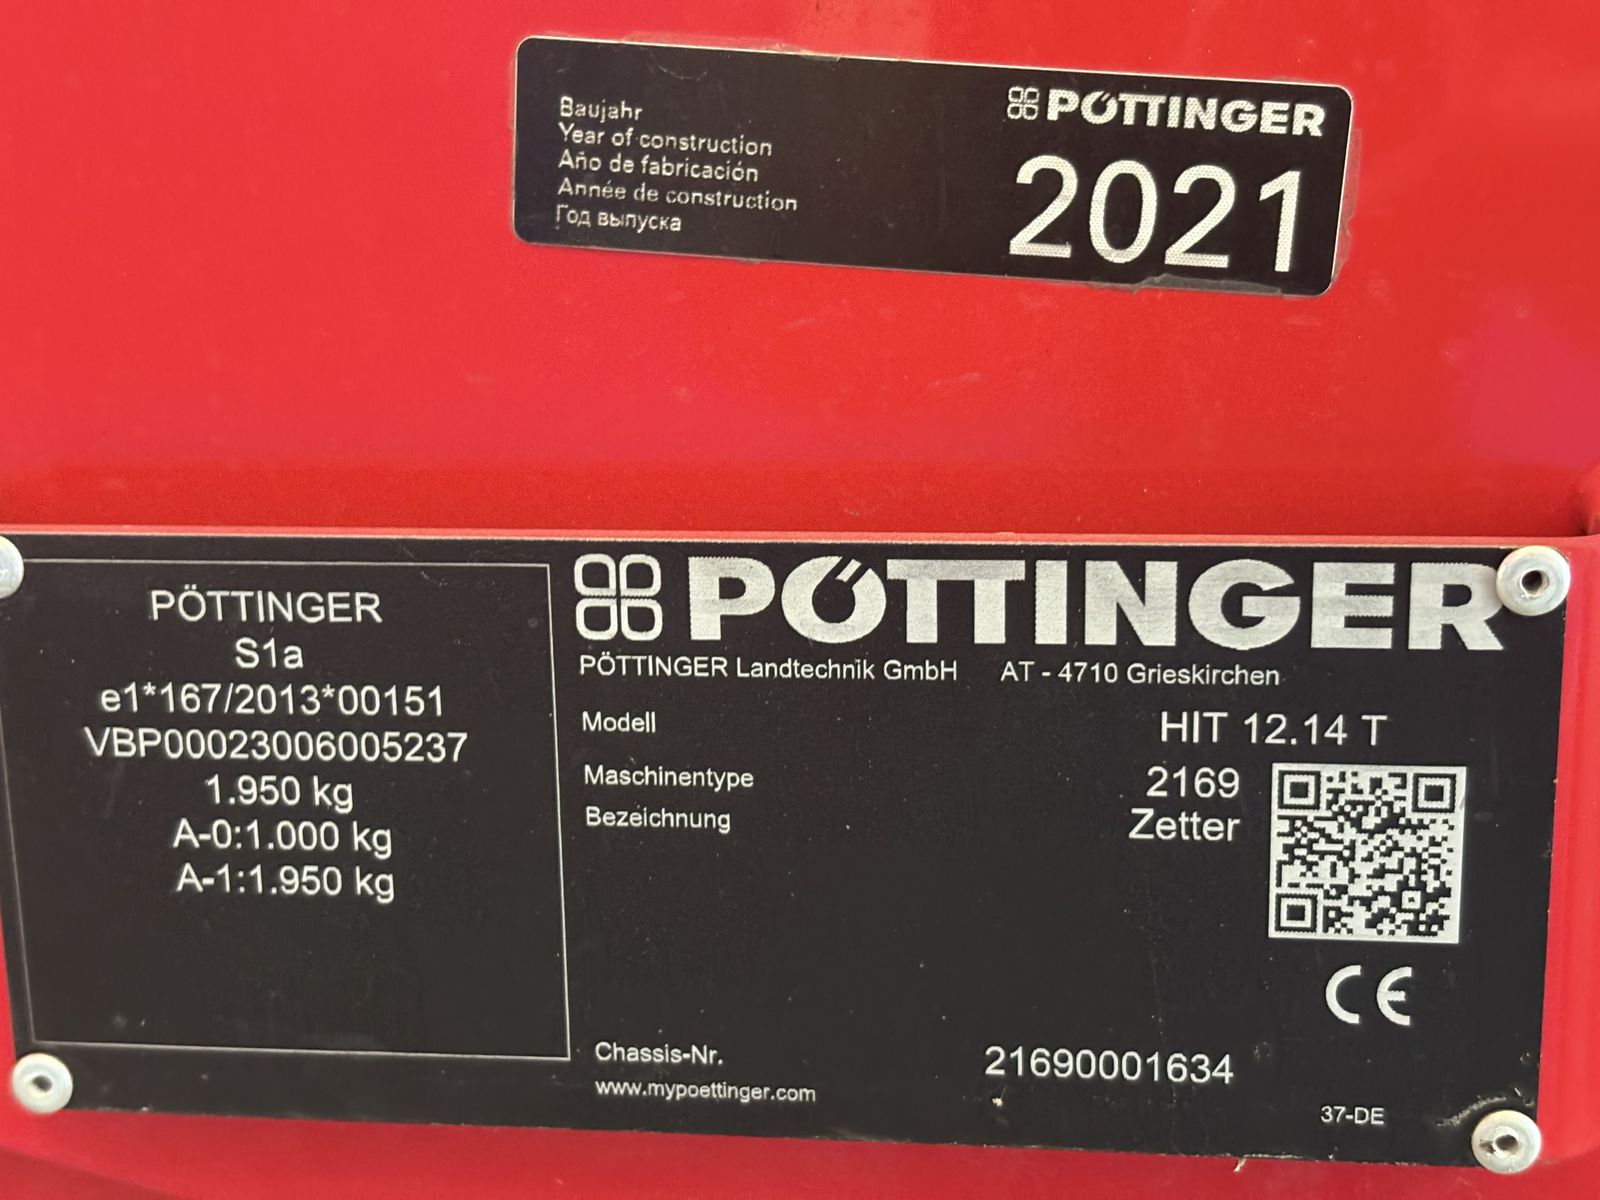 Baujahr
Year of construction
Año de fabricación
Année de construction
Год выпуска
PÖTTINGER
2021
PÖTTINGER
S1a
e1*167/2013*00151
VBP00023006005237
1.950 kg
A-0:1.000 kg
A-1:1.950 kg
PÖTTINGER
PÖTTINGER Landtechnik GmbH AT - 4710 Grieskirchen
Modell HIT 12.14 T
Maschinentype 2169
Bezeichnung Zetter
CE
Chassis-Nr. 21690001634
www.mypoettinger.com
37-DE